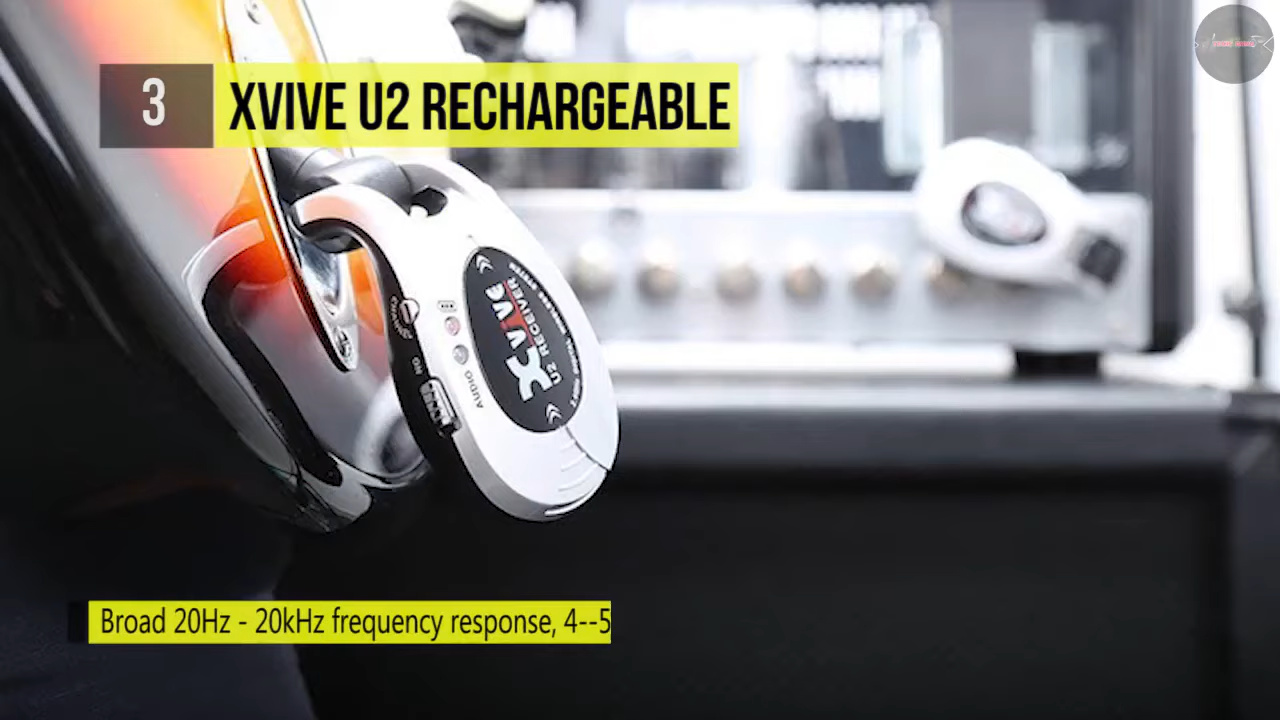 3
XVIVE U2 RECHARGEABLE
Xvive
U2 RECEIVER
AUDIO
Broad 20Hz - 20kHz frequency response, 4--5